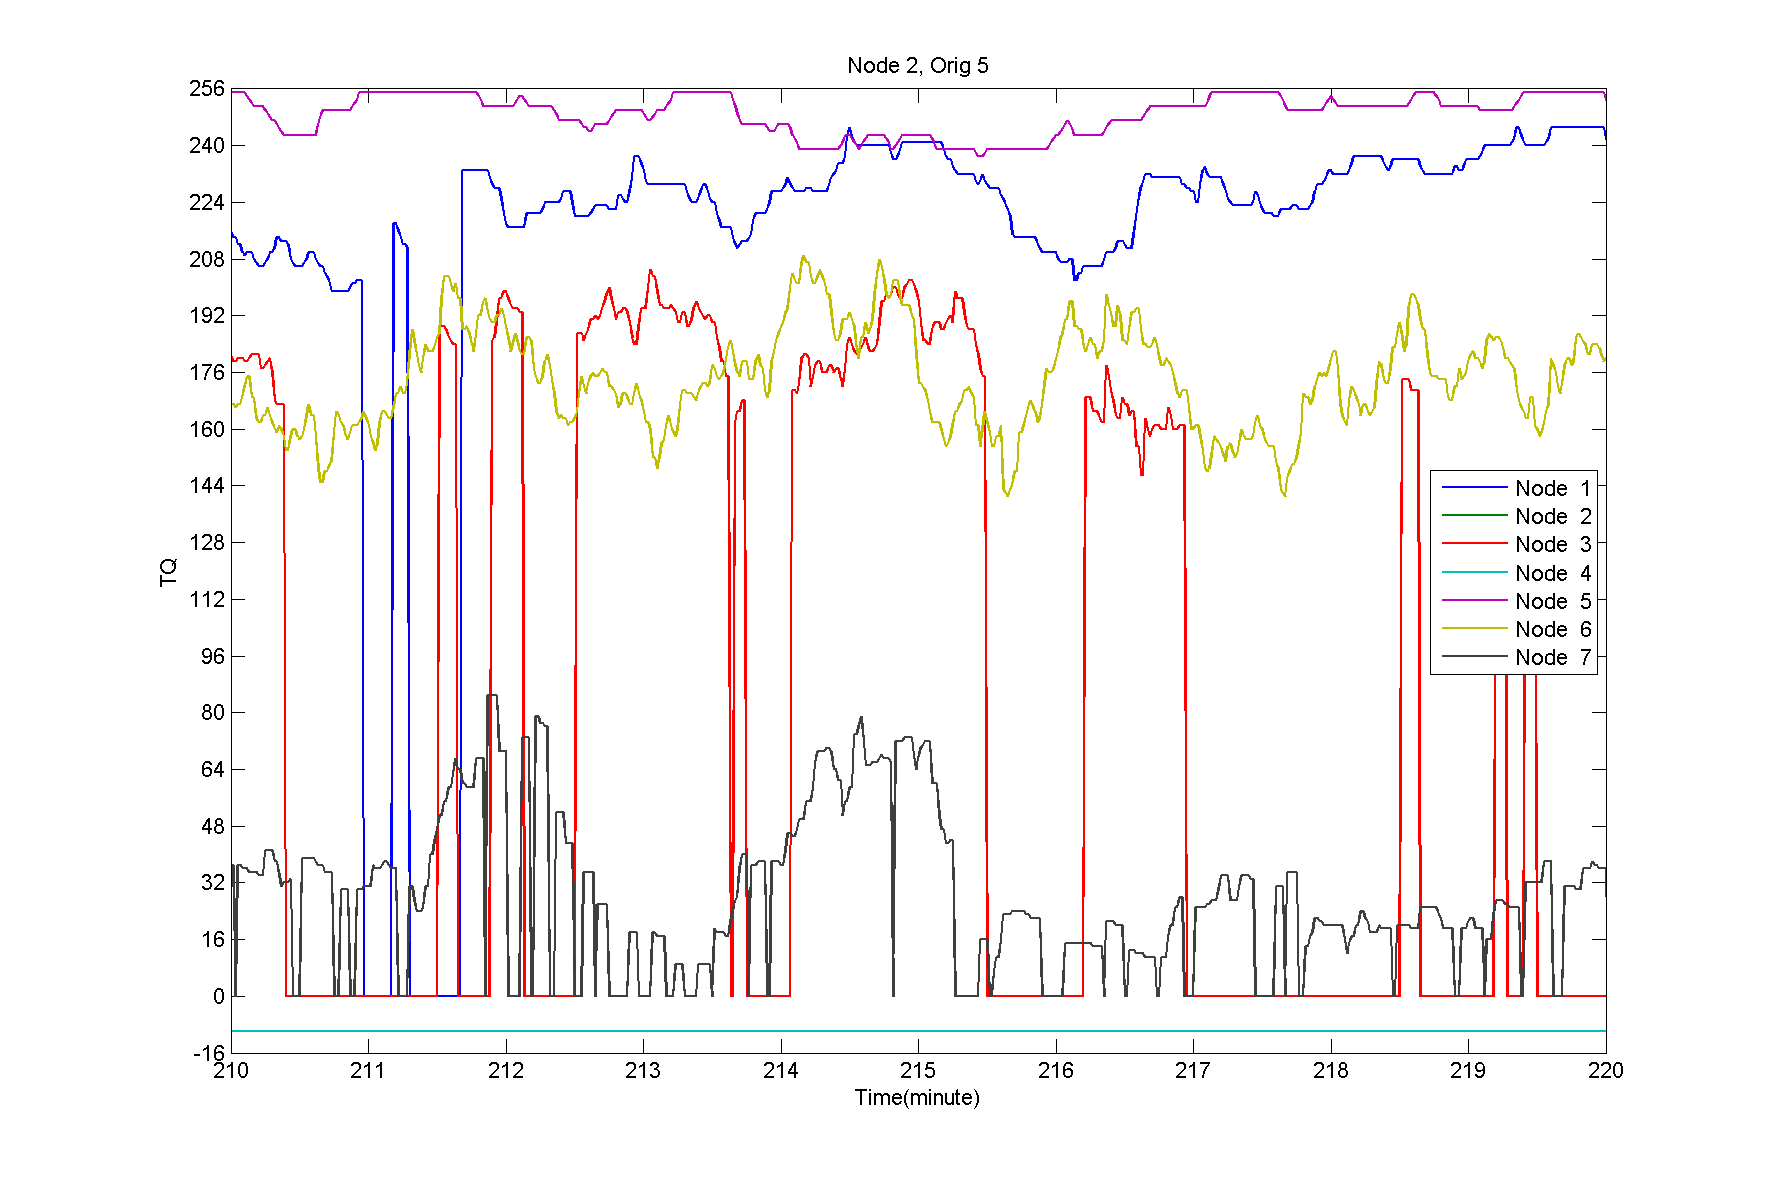 Node 2, Orig 5
256
240
224
208
192
176
160
144
128
112
96
80
64
48
32
16
0
-16
TQ
Node 1
Node 2
Node 3
Node 4
Node 5
Node 6
Node 7
210 211 212 213 214 215 216 217 218 219 220
Time(minute)